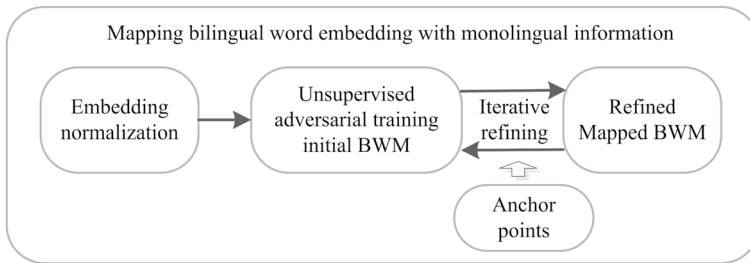 Mapping bilingual word embedding with monolingual information
Embedding
normalization
Unsupervised
adversarial training
initial BWM
Iterative
refining
Refined
Mapped BWM
Anchor
points